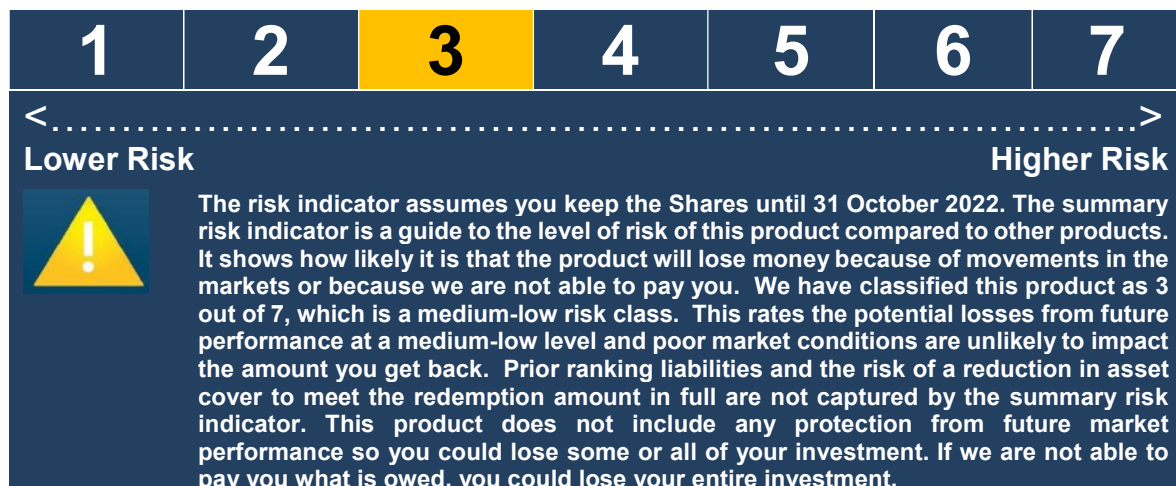 1 2 3 4 5 6 7
<......................................................................>
Lower Risk Higher Risk
The risk indicator assumes you keep the Shares until 31 October 2022. The summary
risk indicator is a guide to the level of risk of this product compared to other products.
It shows how likely it is that the product will lose money because of movements in the
markets or because we are not able to pay you. We have classified this product as 3
out of 7, which is a medium-low risk class. This rates the potential losses from future
performance at a medium-low level and poor market conditions are unlikely to impact
the amount you get back. Prior ranking liabilities and the risk of a reduction in asset
cover to meet the redemption amount in full are not captured by the summary risk
indicator. This product does not include any protection from future market
performance so you could lose some or all of your investment. If we are not able to
pay you what is owed, you could lose your entire investment.